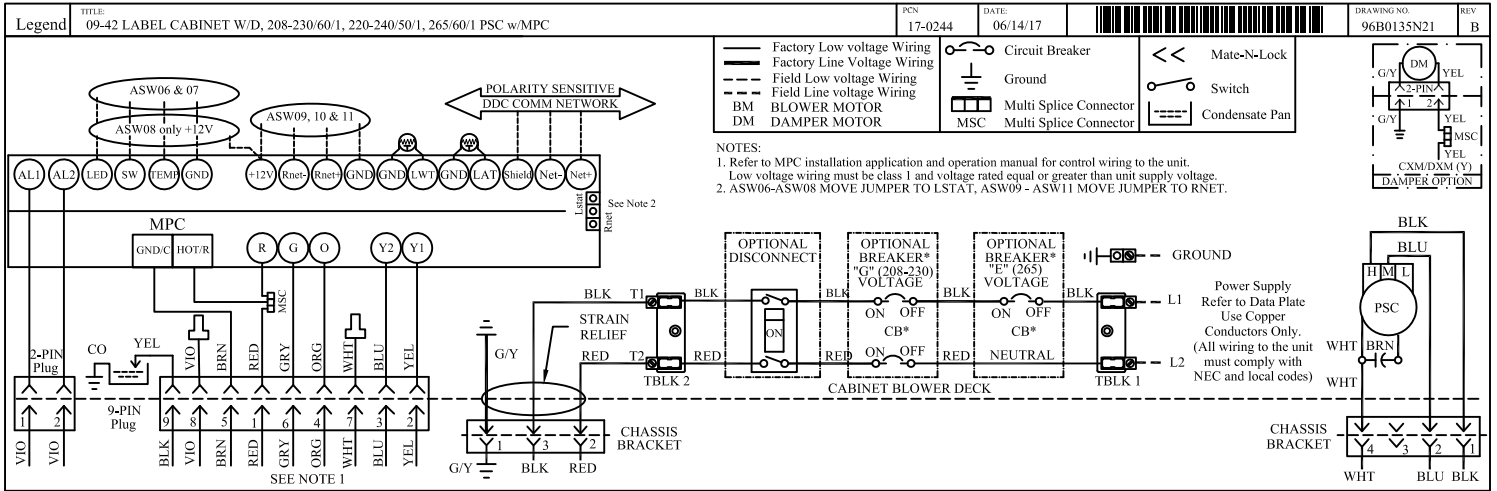 Legend
TITLE:
09-42 LABEL CABINET W/D, 208-230/60/1, 220-240/50/1, 265/60/1 PSC w/MPC
PCN
17-0244
DATE:
06/14/17
DRAWING NO.
96B0135N21
REV
B
Factory Low voltage Wiring
Factory Line Voltage Wiring
Field Low voltage Wiring
Field Line voltage Wiring
BM BLOWER MOTOR
DM DAMPER MOTOR
Circuit Breaker
Ground
Multi Splice Connector
MSC Multi Splice Connector
Mate-N-Lock
Switch
Condensate Pan
DM
G/Y YEL
2-PIN
1 2
G/Y YEL
MSC
YEL
CXM/DXM (Y)
DAMPER OPTION
NOTES:
1. Refer to MPC installation application and operation manual for control wiring to the unit.
Low voltage wiring must be class 1 and voltage rated equal or greater than unit supply voltage.
2. ASW06-ASW08 MOVE JUMPER TO LSTAT, ASW09 - ASW11 MOVE JUMPER TO RNET.
ASW06 & 07
ASW08 only +12V
ASW09, 10 & 11
POLARITY SENSITIVE
DDC COMM NETWORK
AL1 AL2 LED SW TEMP GND +12V Rnet- Rnet+ GND GND LWT GND LAT Shield Net- Net+
Lstat
Rnet
See Note 2
MPC
GND/C HOT/R R G O Y2 Y1
MSC
2-PIN
Plug
CO YEL VIO BRN RED GRY ORG WHT BLU YEL
9-PIN
Plug
1 2 9 8 5 1 6 4 7 3 2
VIO VIO BLK VIO BRN RED GRY ORG WHT BLU YEL
SEE NOTE 1
G/Y
STRAIN
RELIEF
BLK T1
RED T2
TBLK 2
BLK
RED
OPTIONAL
DISCONNECT
ON
BLK
RED
OPTIONAL
BREAKER*
"G" (208-230)
VOLTAGE
ON OFF
CB*
ON OFF
BLK
RED
OPTIONAL
BREAKER*
"E" (265)
VOLTAGE
ON OFF
CB*
NEUTRAL
BLK
TBLK 1
GROUND
L1
L2
Power Supply
Refer to Data Plate
Use Copper
Conductors Only.
(All wiring to the unit
must comply with
NEC and local codes)
CABINET BLOWER DECK
1 3 2
CHASSIS
BRACKET
G/Y BLK RED
BLK
BLU
H M L
PSC
WHT BRN
WHT
CHASSIS
BRACKET
4 3 2 1
WHT BLU BLK